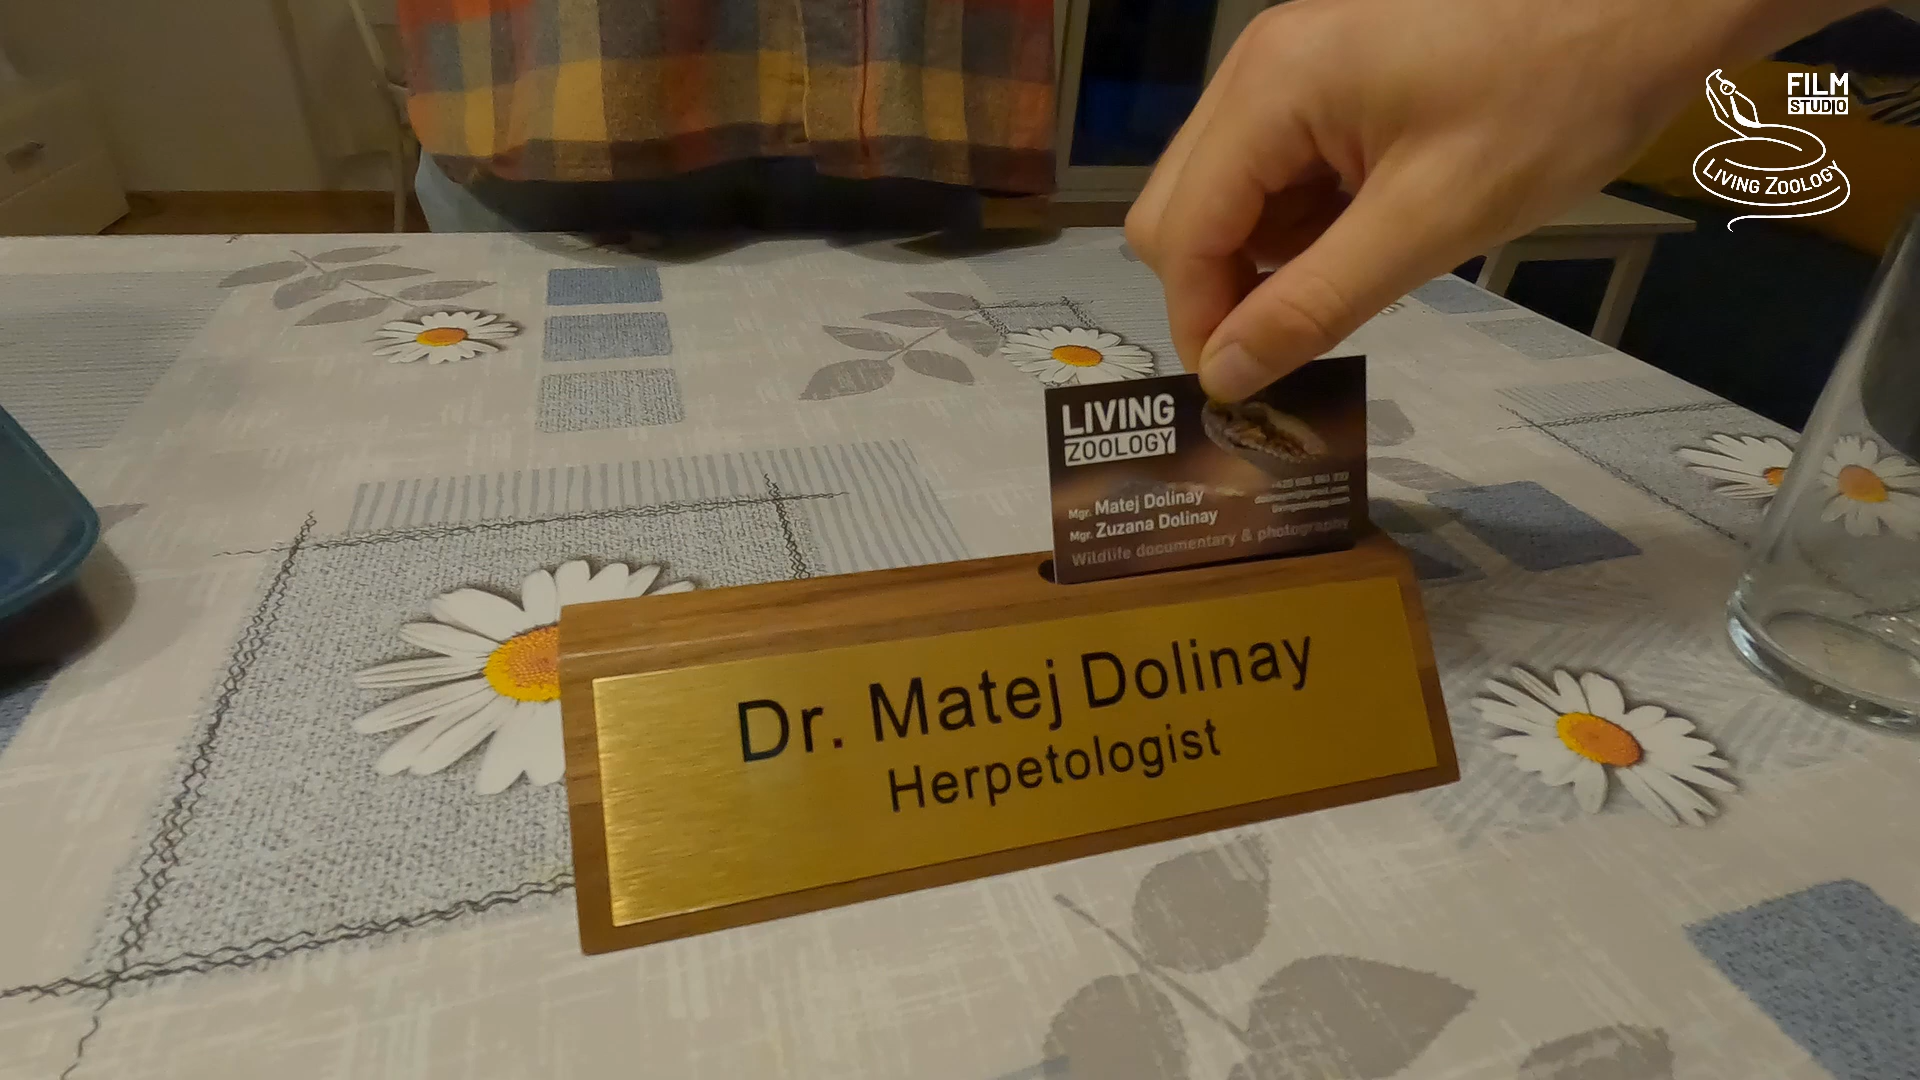 FILM
STUDIO
LIVING ZOOLOGY
LIVING
ZOOLOGY
Mgr. Matej Dolinay
Mgr. Zuzana Dolinay
Wildlife documentary & photography
Dr. Matej Dolinay
Herpetologist